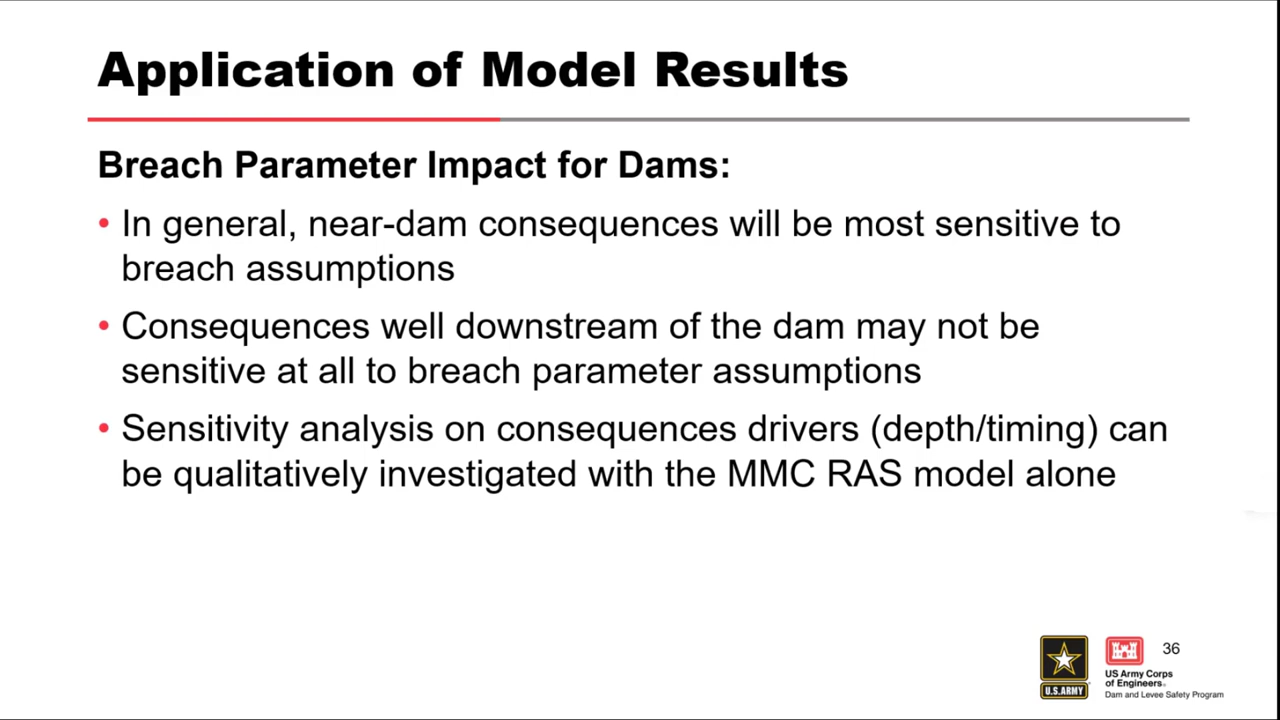 Application of Model Results
Breach Parameter Impact for Dams:
• In general, near-dam consequences will be most sensitive to
breach assumptions
• Consequences well downstream of the dam may not be
sensitive at all to breach parameter assumptions
• Sensitivity analysis on consequences drivers (depth/timing) can
be qualitatively investigated with the MMC RAS model alone
36
U.S.ARMY
US Army Corps
of Engineers®
Dam and Levee Safety Program